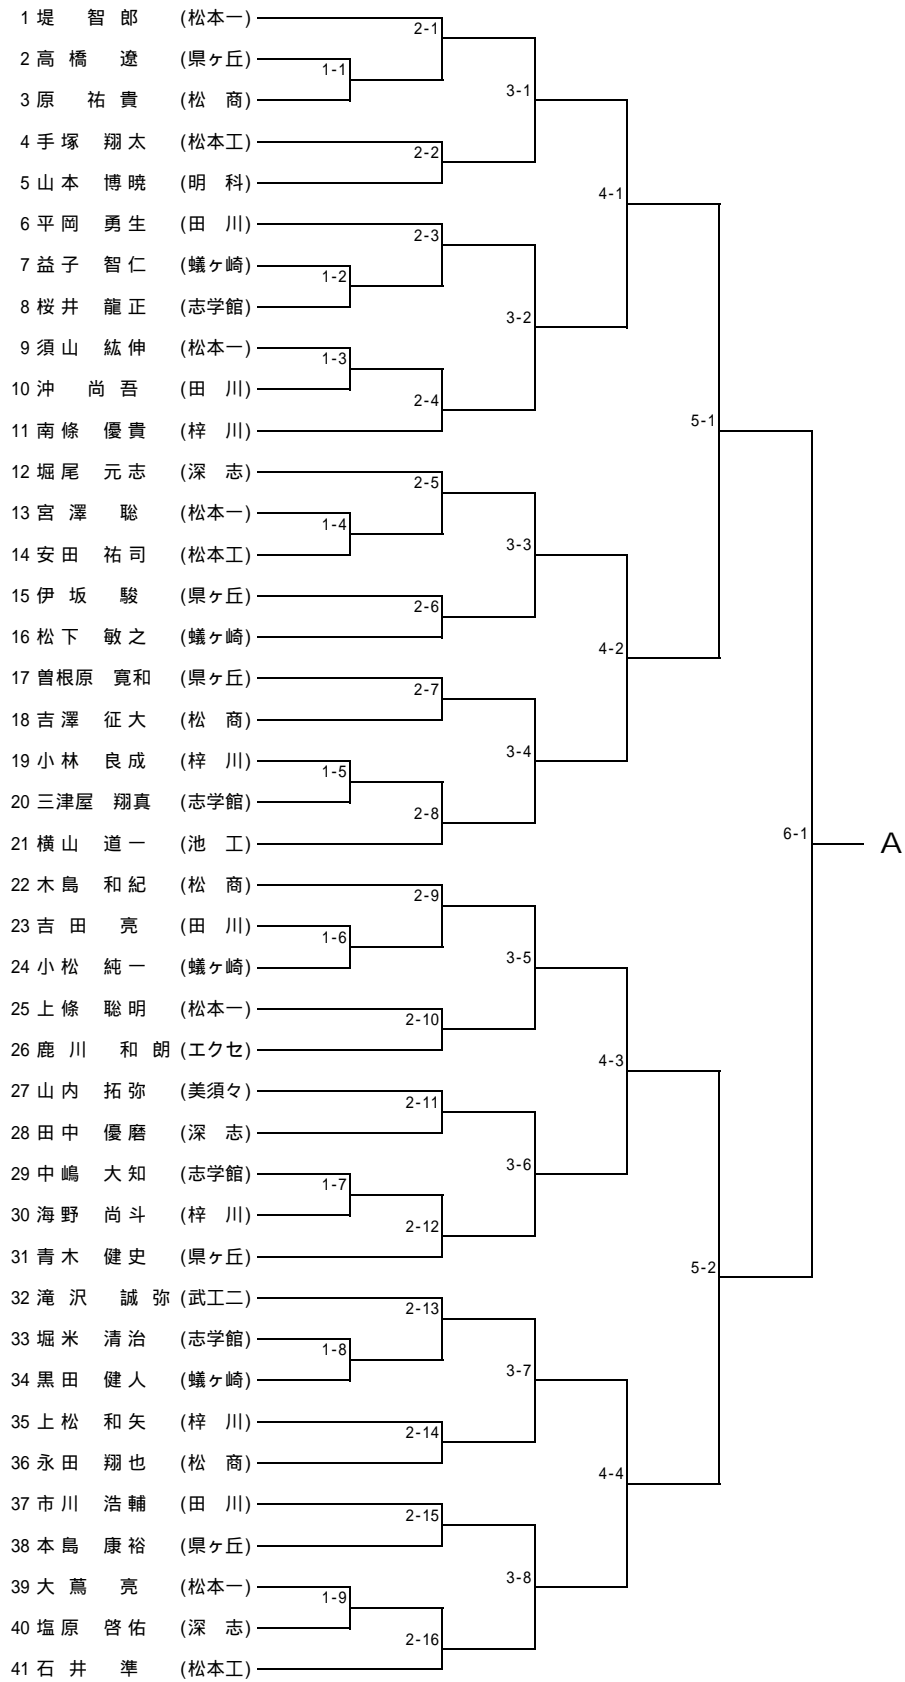 1 堤 智 郎 (松本一)
2-1
2 高 橋 遼 (県ヶ丘)
1-1
3 原 祐 貴 (松 商)
3-1
4 手塚 翔太 (松本工)
2-2
5 山本 博暁 (明 科)
4-1
6 平岡 勇生 (田 川)
2-3
7 益子 智仁 (蟻ヶ崎)
1-2
8 桜井 龍正 (志学館)
3-2
9 須山 紘伸 (松本一)
1-3
10 沖 尚 吾 (田 川)
2-4
11 南條 優貴 (梓 川)
5-1
12 堀尾 元志 (深 志)
2-5
13 宮 澤 聡 (松本一)
1-4
14 安田 祐司 (松本工)
3-3
15 伊 坂 駿 (県ヶ丘)
2-6
16 松下 敏之 (蟻ヶ崎)
4-2
17 曽根原 寛和 (県ヶ丘)
2-7
18 吉澤 征大 (松 商)
3-4
19 小林 良成 (梓 川)
1-5
20 三津屋 翔真 (志学館)
2-8
21 横山 道一 (池 工)
6-1
A
22 木島 和紀 (松 商)
2-9
23 吉 田 亮 (田 川)
1-6
24 小松 純一 (蟻ヶ崎)
3-5
25 上條 聡明 (松本一)
2-10
26 鹿 川 和 朗 (エクセ)
4-3
27 山内 拓弥 (美須々)
2-11
28 田中 優磨 (深 志)
3-6
29 中嶋 大知 (志学館)
1-7
30 海野 尚斗 (梓 川)
2-12
31 青木 健史 (県ヶ丘)
5-2
32 滝 沢 誠 弥 (武工二)
2-13
33 堀米 清治 (志学館)
1-8
34 黒田 健人 (蟻ヶ崎)
3-7
35 上松 和矢 (梓 川)
2-14
36 永田 翔也 (松 商)
4-4
37 市川 浩輔 (田 川)
2-15
38 本島 康裕 (県ヶ丘)
3-8
39 大 蔦 亮 (松本一)
1-9
40 塩原 啓佑 (深 志)
2-16
41 石 井 準 (松本工)